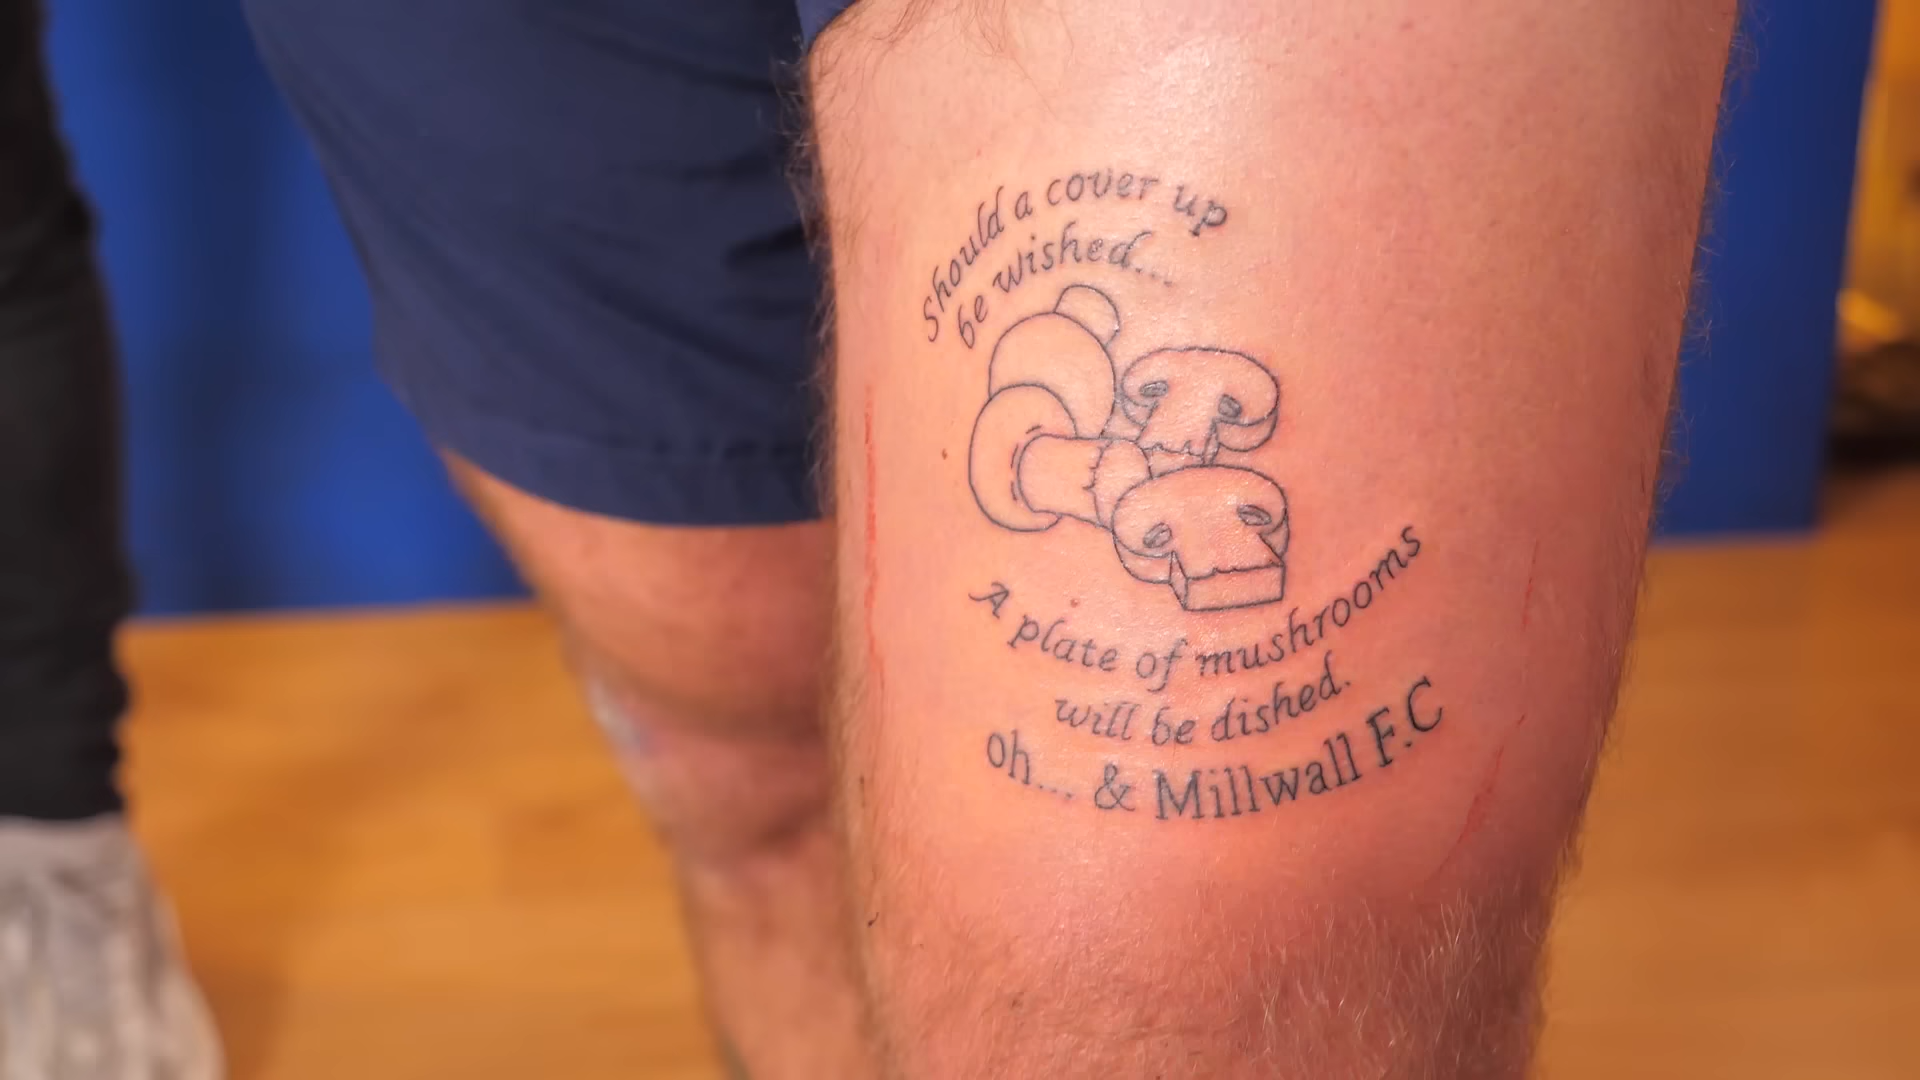 Should a cover up
be wished...
A plate of mushrooms
will be dished.
oh... & Millwall F.C